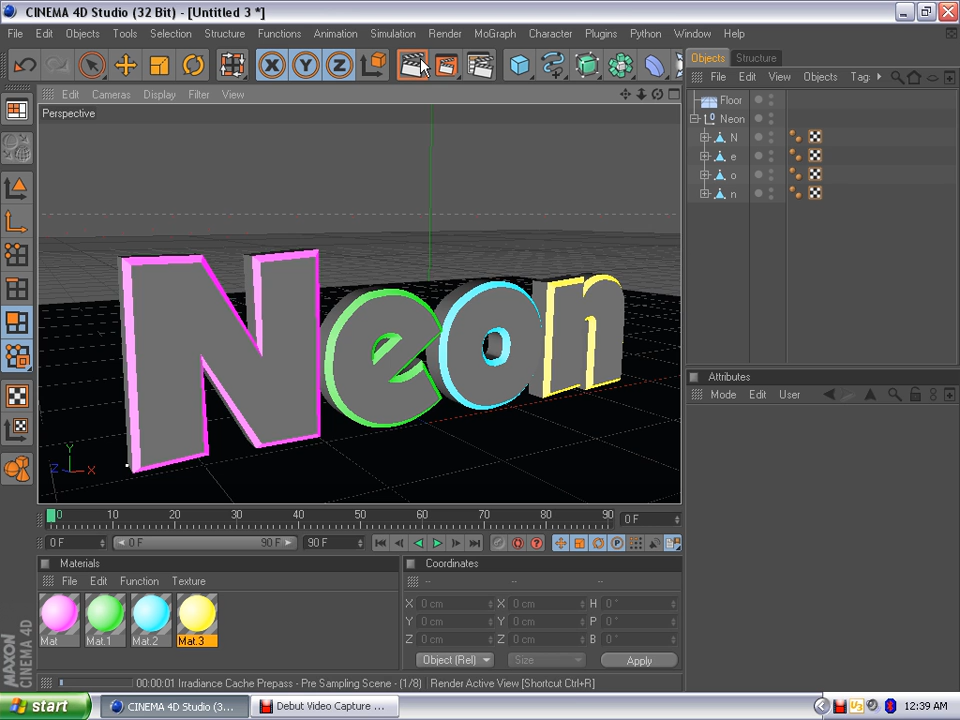 CINEMA 4D Studio (32 Bit) - [Untitled 3 *]
File Edit Objects Tools Selection Structure Functions Animation Simulation Render MoGraph Character Plugins Python Window Help
Objects Structure
File Edit View Objects Tag
Edit Cameras Display Filter View
Perspective
Floor
Neon
N
e
o
n
Neon
Y
Z X
Attributes
Mode Edit User
0 10 20 30 40 50 60 70 80 90 0 F
0 F 0 F 90 F 90 F
Materials
File Edit Function Texture
Mat Mat.1 Mat.2 Mat.3
Coordinates
-- -- --
X 0 cm X 0 cm H 0 °
Y 0 cm Y 0 cm P 0 °
Z 0 cm Z 0 cm B 0 °
Object (Rel) Size Apply
MAXON
CINEMA 4D
00:00:01 Irradiance Cache Prepass - Pre Sampling Scene - (1/8) Render Active View [Shortcut Ctrl+R]
start CINEMA 4D Studio (3... Debut Video Capture ... 12:39 AM